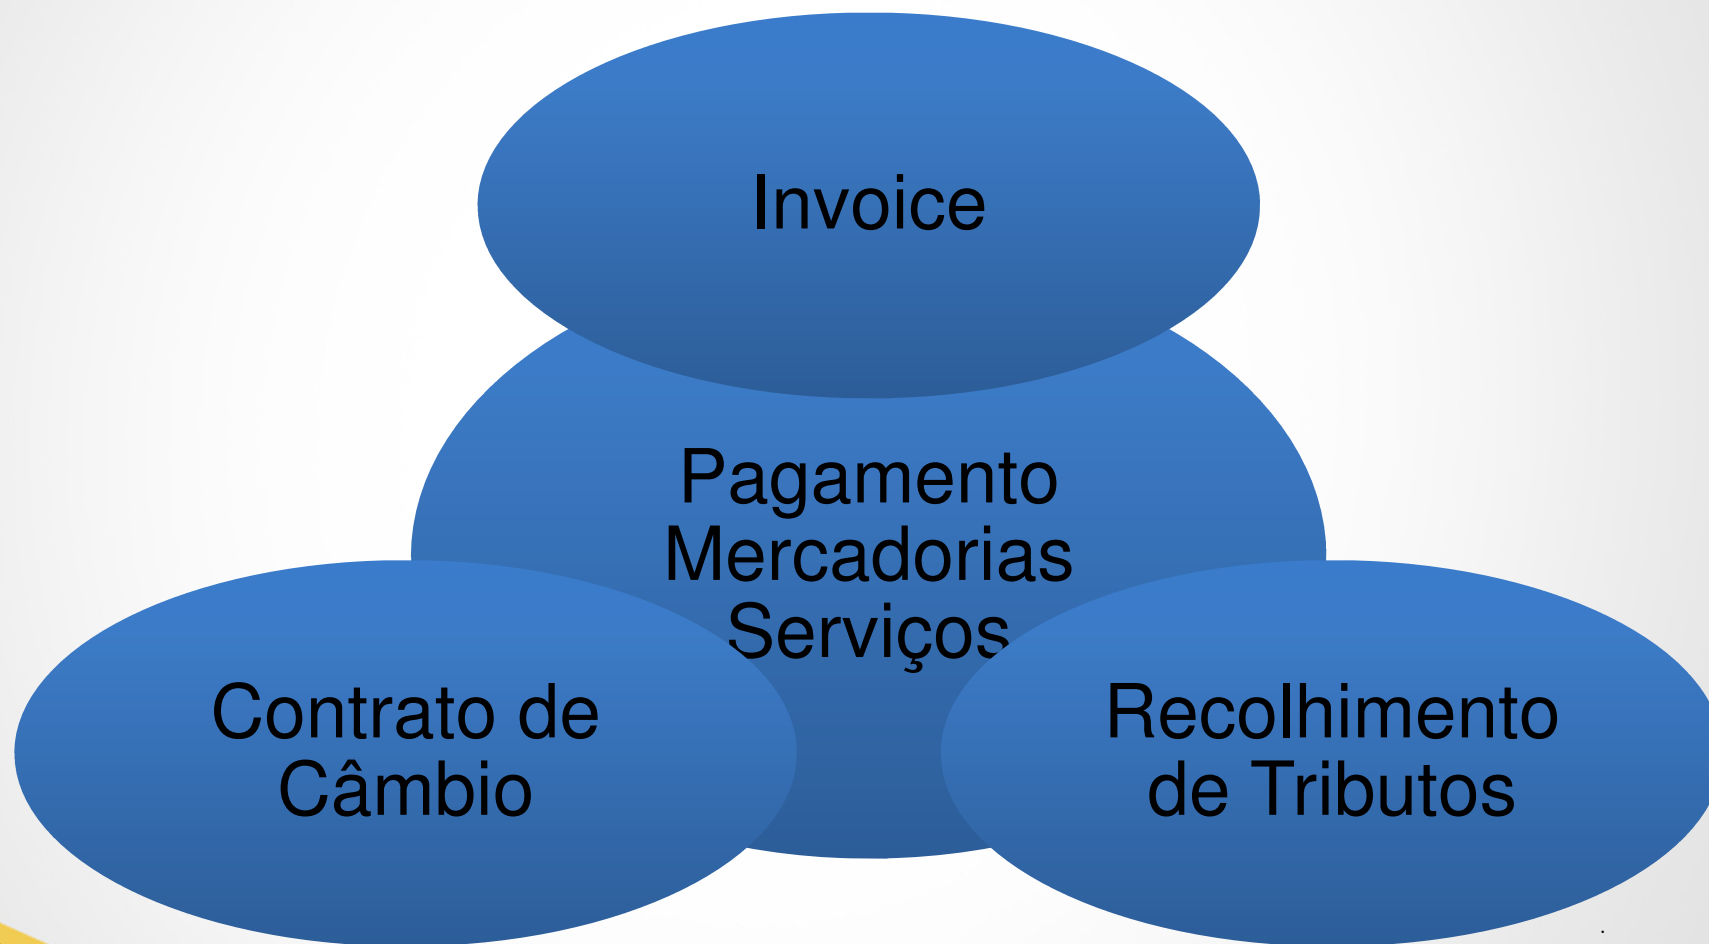 Invoice
Pagamento
Mercadorias
Serviços
Contrato de
Câmbio
Recolhimento
de Tributos